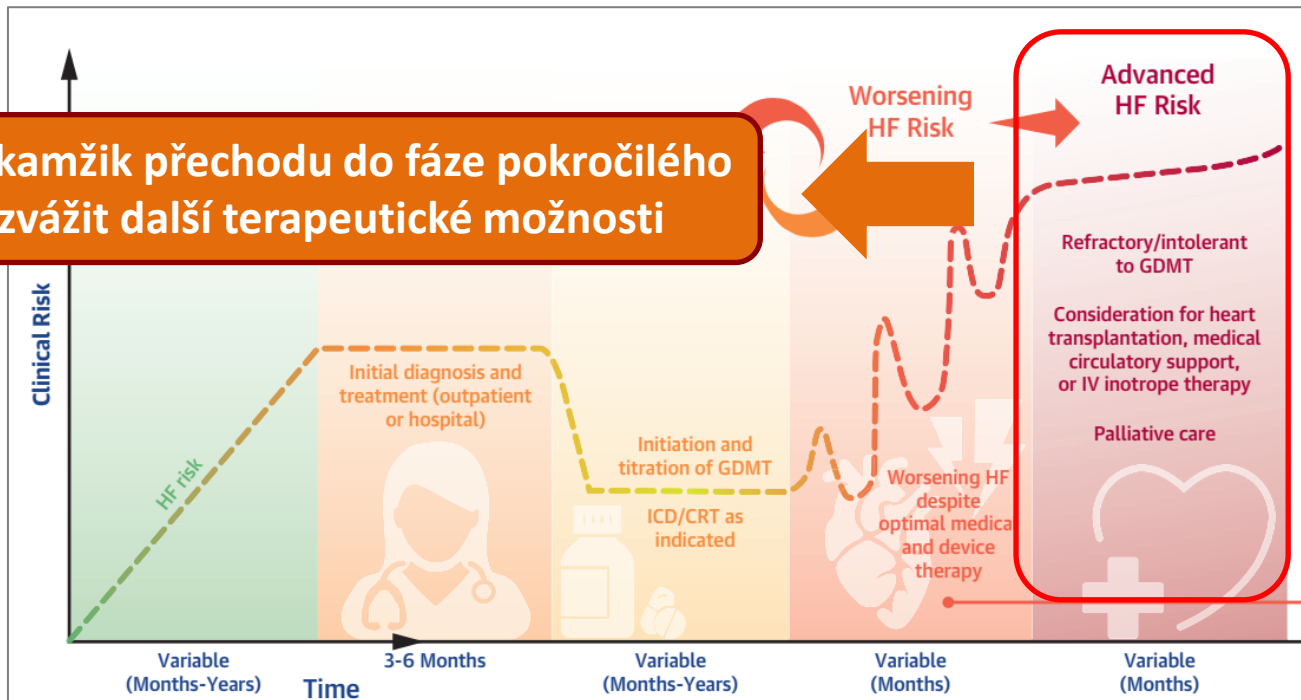 Advanced
HF Risk
Worsening
HF Risk
kamžik přechodu do fáze pokročilého
zvážit další terapeutické možnosti
Clinical Risk
HF risk
Initial diagnosis and
treatment (outpatient
or hospital)
Initiation and
titration of GDMT
ICD/CRT as
indicated
Worsening HF
despite
optimal medica
and device
therapy
Refractory/intolerant
to GDMT
Consideration for heart
transplantation, medical
circulatory support,
or IV inotrope therapy
Palliative care
Variable
(Months-Years)
3-6 Months
Variable
(Months-Years)
Variable
(Months)
Variable
(Months)
Time